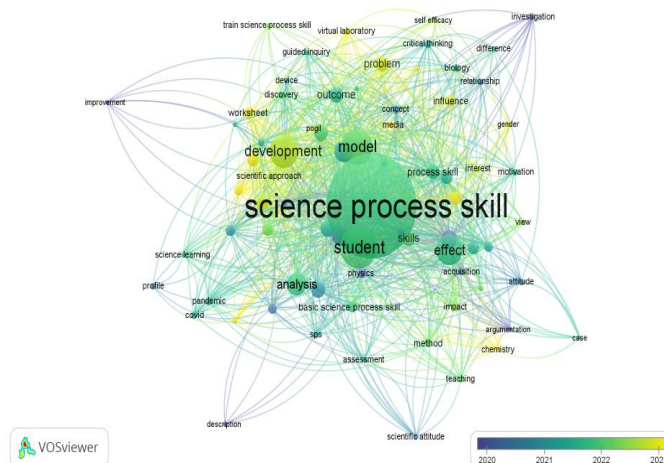 train science process skill
self efficacy
investigation
virtual laboratory
guided inquiry
critical thinking
difference
problem
biology
device
relationship
discovery
outcome
improvement
influence
worksheet
concept
media
gender
pogil
development
model
scientific approach
process skill
interest
motivation
science process skill
view
student
skills
effect
science learning
physics
acquisition
attitude
profile
analysis
pandemic
basic science process skill
impact
covid
argumentation
sps
method
case
chemistry
assessment
teaching
description
scientific attitude
VOSviewer
2020
2021
2022